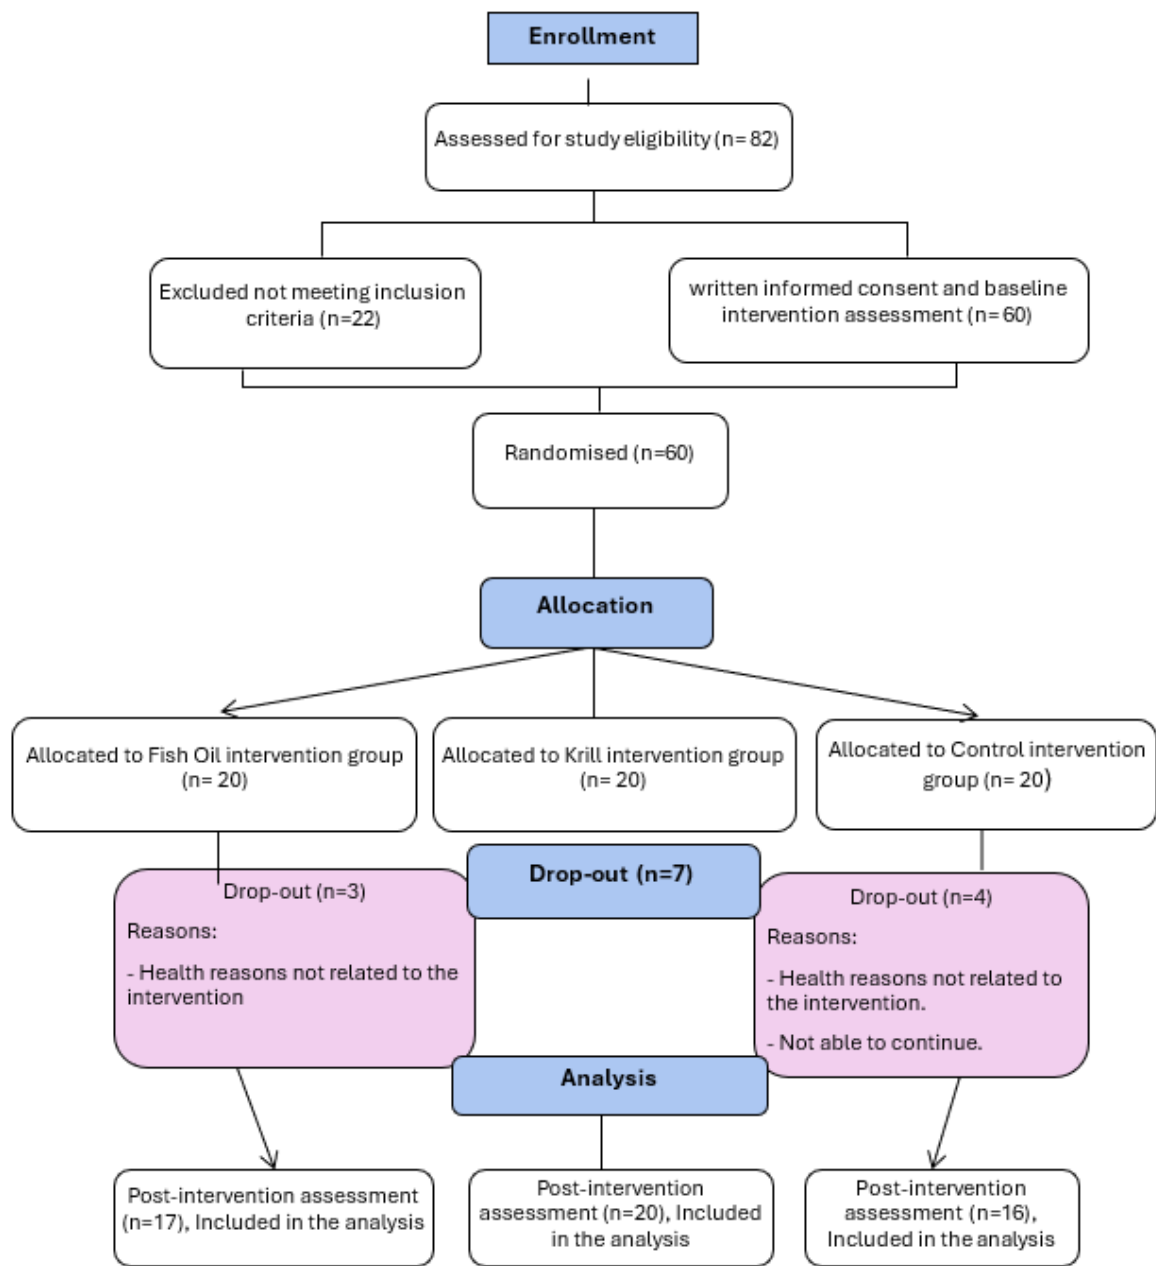 Enrollment
Assessed for study eligibility (n= 82)
Excluded not meeting inclusion
criteria (n=22)
written informed consent and baseline
intervention assessment (n= 60)
Randomised (n=60)
Allocation
Allocated to Fish Oil intervention group
(n= 20)
Allocated to Krill intervention group
(n= 20)
Allocated to Control intervention
group (n= 20)
Drop-out (n=7)
Drop-out (n=3)
Reasons:
- Health reasons not related to the
intervention
Drop-out (n=4)
Reasons:
- Health reasons not related to
the intervention.
- Not able to continue.
Analysis
Post-intervention assessment
(n=17), Included in the analysis
Post-intervention
assessment (n=20), Included
in the analysis
Post-intervention
assessment (n=16),
Included in the analysis